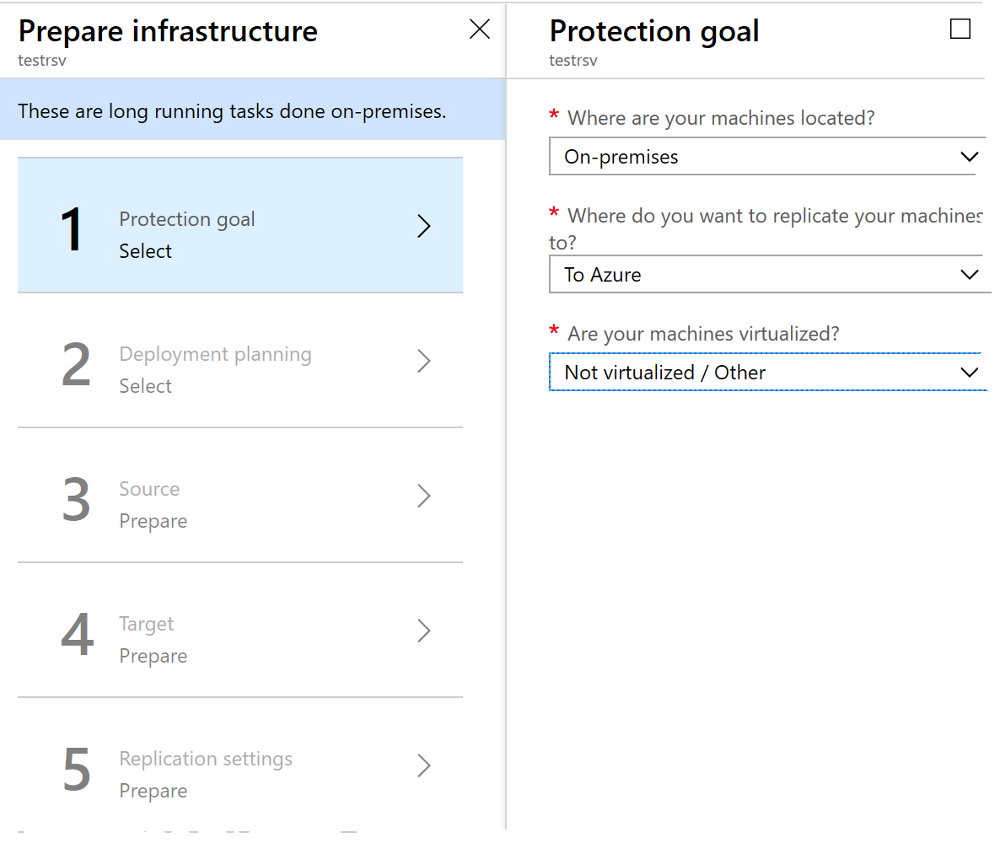 Prepare infrastructure
testrsv
These are long running tasks done on-premises.
1
Protection goal
Select
2
Deployment planning
Select
3
Source
Prepare
4
Target
Prepare
5
Replication settings
Prepare
Protection goal
testrsv
* Where are your machines located?
On-premises
* Where do you want to replicate your machines
to?
To Azure
* Are your machines virtualized?
Not virtualized / Other